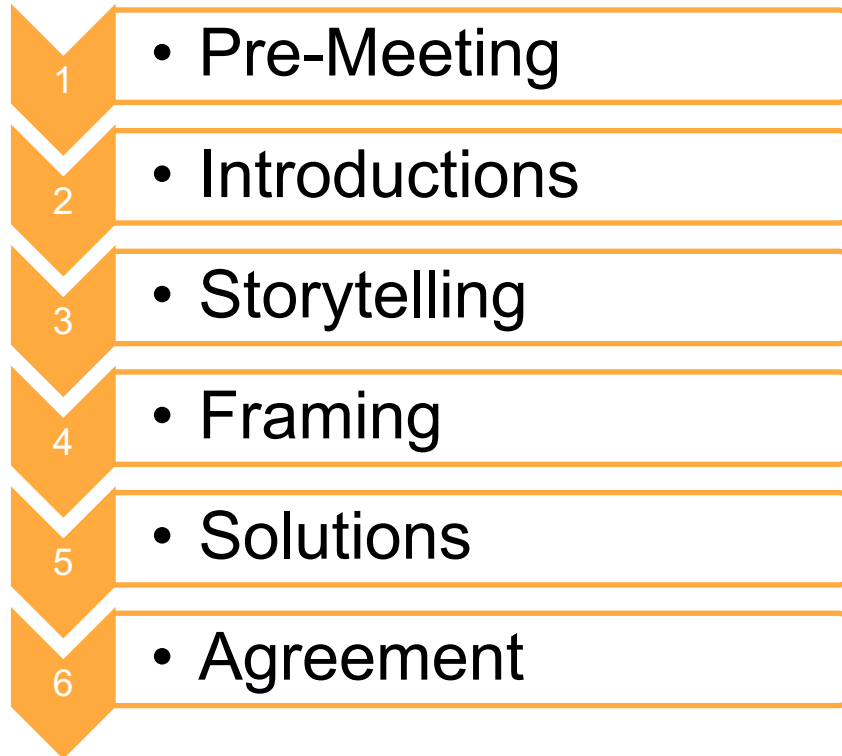 1 • Pre-Meeting
2 • Introductions
3 • Storytelling
4 • Framing
5 • Solutions
6 • Agreement